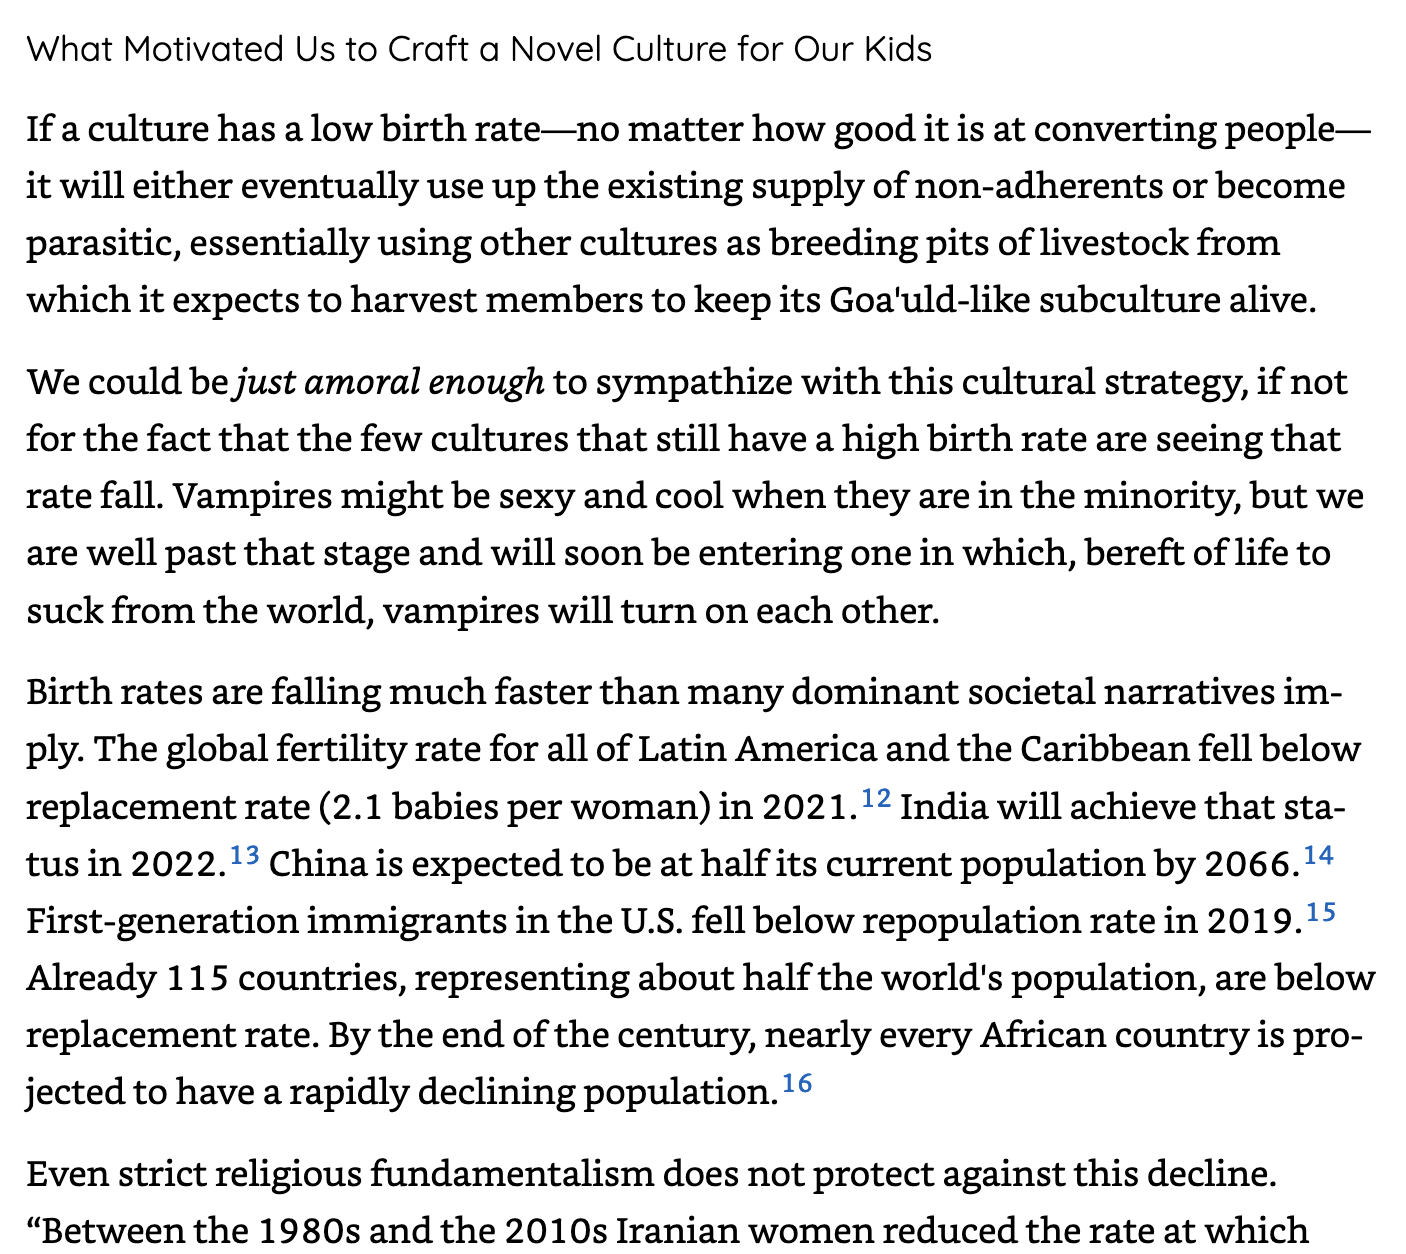 What Motivated Us to Craft a Novel Culture for Our Kids
If a culture has a low birth rate—no matter how good it is at converting people—
it will either eventually use up the existing supply of non-adherents or become
parasitic, essentially using other cultures as breeding pits of livestock from
which it expects to harvest members to keep its Goa'uld-like subculture alive.
We could be just amoral enough to sympathize with this cultural strategy, if not
for the fact that the few cultures that still have a high birth rate are seeing that
rate fall. Vampires might be sexy and cool when they are in the minority, but we
are well past that stage and will soon be entering one in which, bereft of life to
suck from the world, vampires will turn on each other.
Birth rates are falling much faster than many dominant societal narratives im-
ply. The global fertility rate for all of Latin America and the Caribbean fell below
replacement rate (2.1 babies per woman) in 2021.12 India will achieve that sta-
tus in 2022.13 China is expected to be at half its current population by 2066.14
First-generation immigrants in the U.S. fell below repopulation rate in 2019.15
Already 115 countries, representing about half the world's population, are below
replacement rate. By the end of the century, nearly every African country is pro-
jected to have a rapidly declining population.16
Even strict religious fundamentalism does not protect against this decline.
“Between the 1980s and the 2010s Iranian women reduced the rate at which